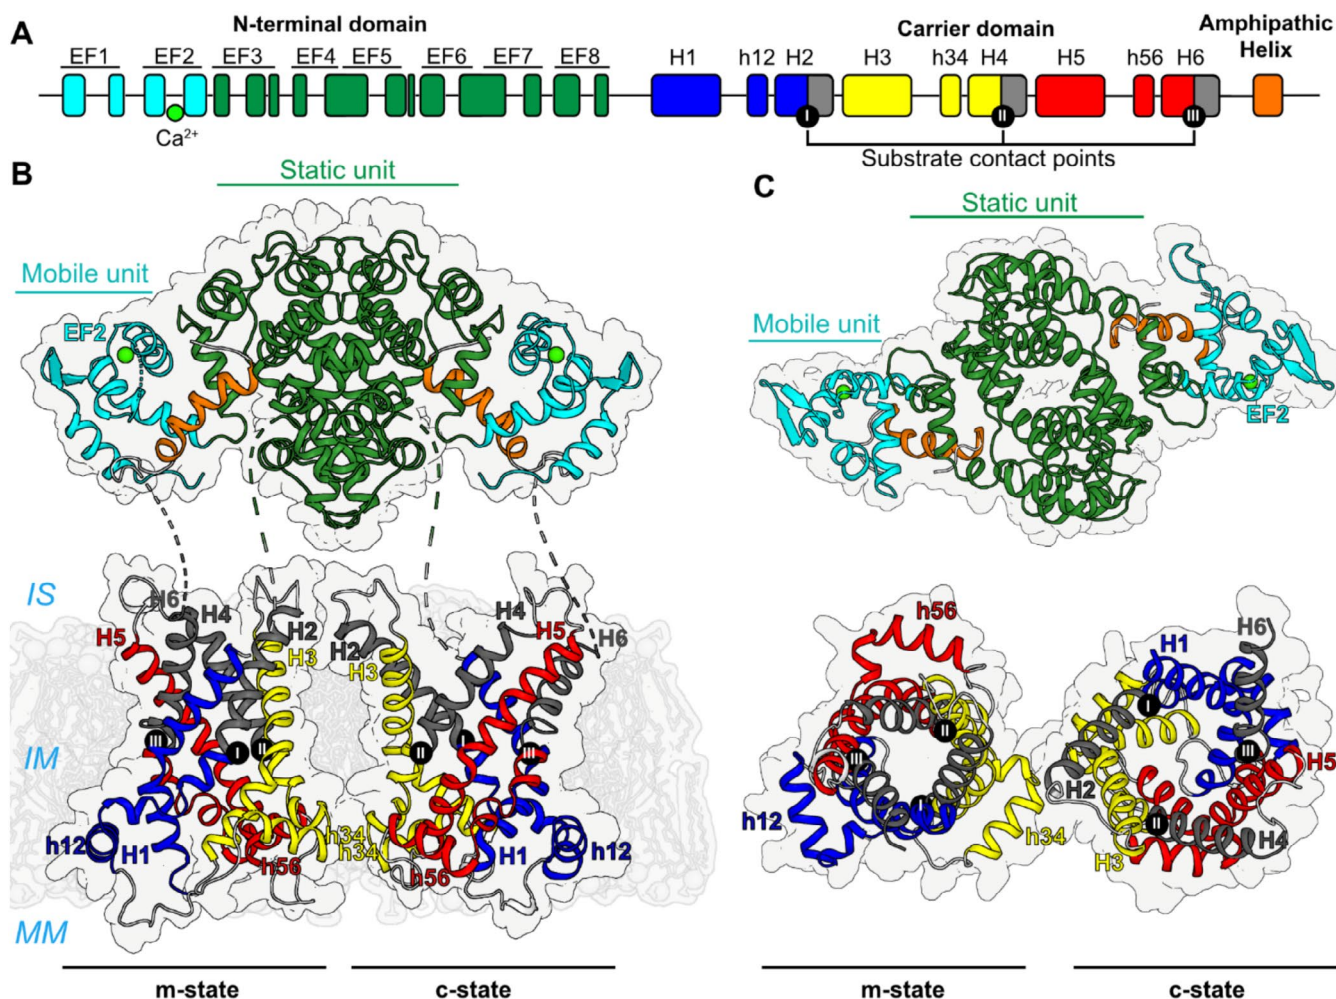 A
N-terminal domain
Carrier domain
Amphipathic
Helix
EF1 EF2 EF3 EF4 EF5 EF6 EF7 EF8 H1 h12 H2 H3 h34 H4 H5 h56 H6
I II III
Ca²⁺
Substrate contact points
B
Static unit
Mobile unit
EF2
IS
H6 H4 H2 H4 H5 H6
H5 H3 H2 H3
IM
III I II II I III
h12 H1 h56 h34 h34 h56 H1 h12
MM
m-state c-state
C
Static unit
Mobile unit
EF2
h56 H1 H6
I
II
III III
H5
H2
II
h12 h34 H3 H4
m-state c-state